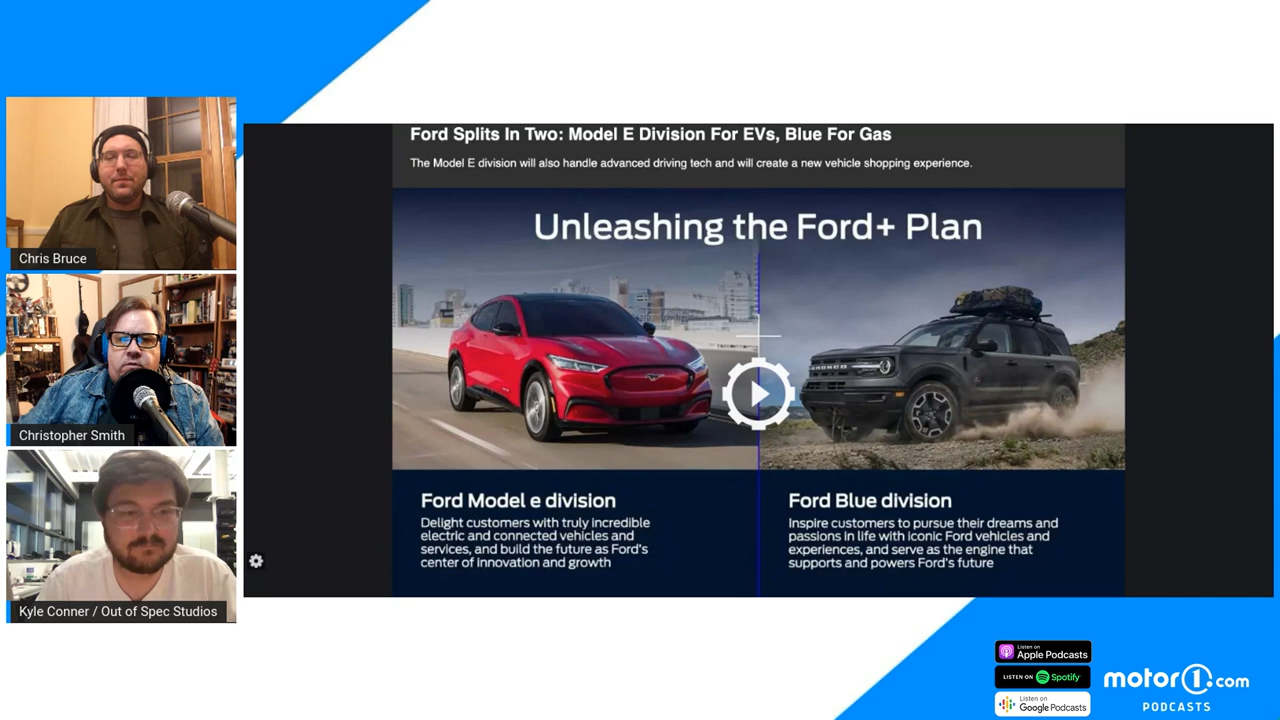 Chris Bruce
Christopher Smith
Kyle Conner / Out of Spec Studios
Ford Splits In Two: Model E Division For EVs, Blue For Gas
The Model E division will also handle advanced driving tech and will create a new vehicle shopping experience.
Unleashing the Ford+ Plan
BRONCO
Ford Model e division
Delight customers with truly incredible
electric and connected vehicles and
services, and build the future as Ford's
center of innovation and growth
Ford Blue division
Inspire customers to pursue their dreams and
passions in life with iconic Ford vehicles and
experiences, and serve as the engine that
supports and powers Ford's future
Listen on
Apple Podcasts
LISTEN ON Spotify
Listen on
Google Podcasts
motor1.com
PODCASTS